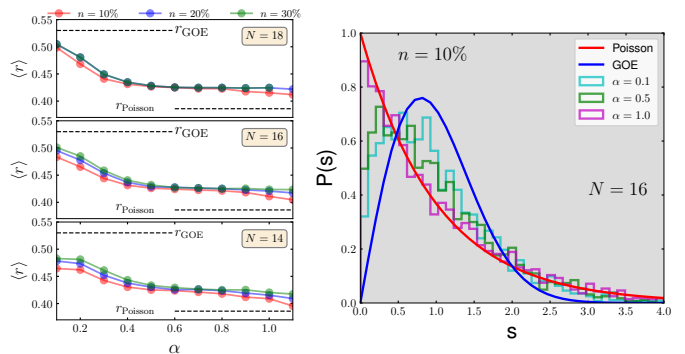 n = 10% n = 20% n = 30%
0.55
0.50
0.45
0.40
⟨r⟩
r_GOE
N = 18
r_Poisson
0.55
0.50
0.45
0.40
⟨r⟩
r_GOE
N = 16
r_Poisson
0.55
0.50
0.45
0.40
⟨r⟩
r_GOE
N = 14
r_Poisson
0.2 0.4 0.6 0.8 1.0
α
1.0
0.8
0.6
0.4
0.2
0.0
P(s)
n = 10%
Poisson
GOE
α = 0.1
α = 0.5
α = 1.0
N = 16
0.0 0.5 1.0 1.5 2.0 2.5 3.0 3.5 4.0
s